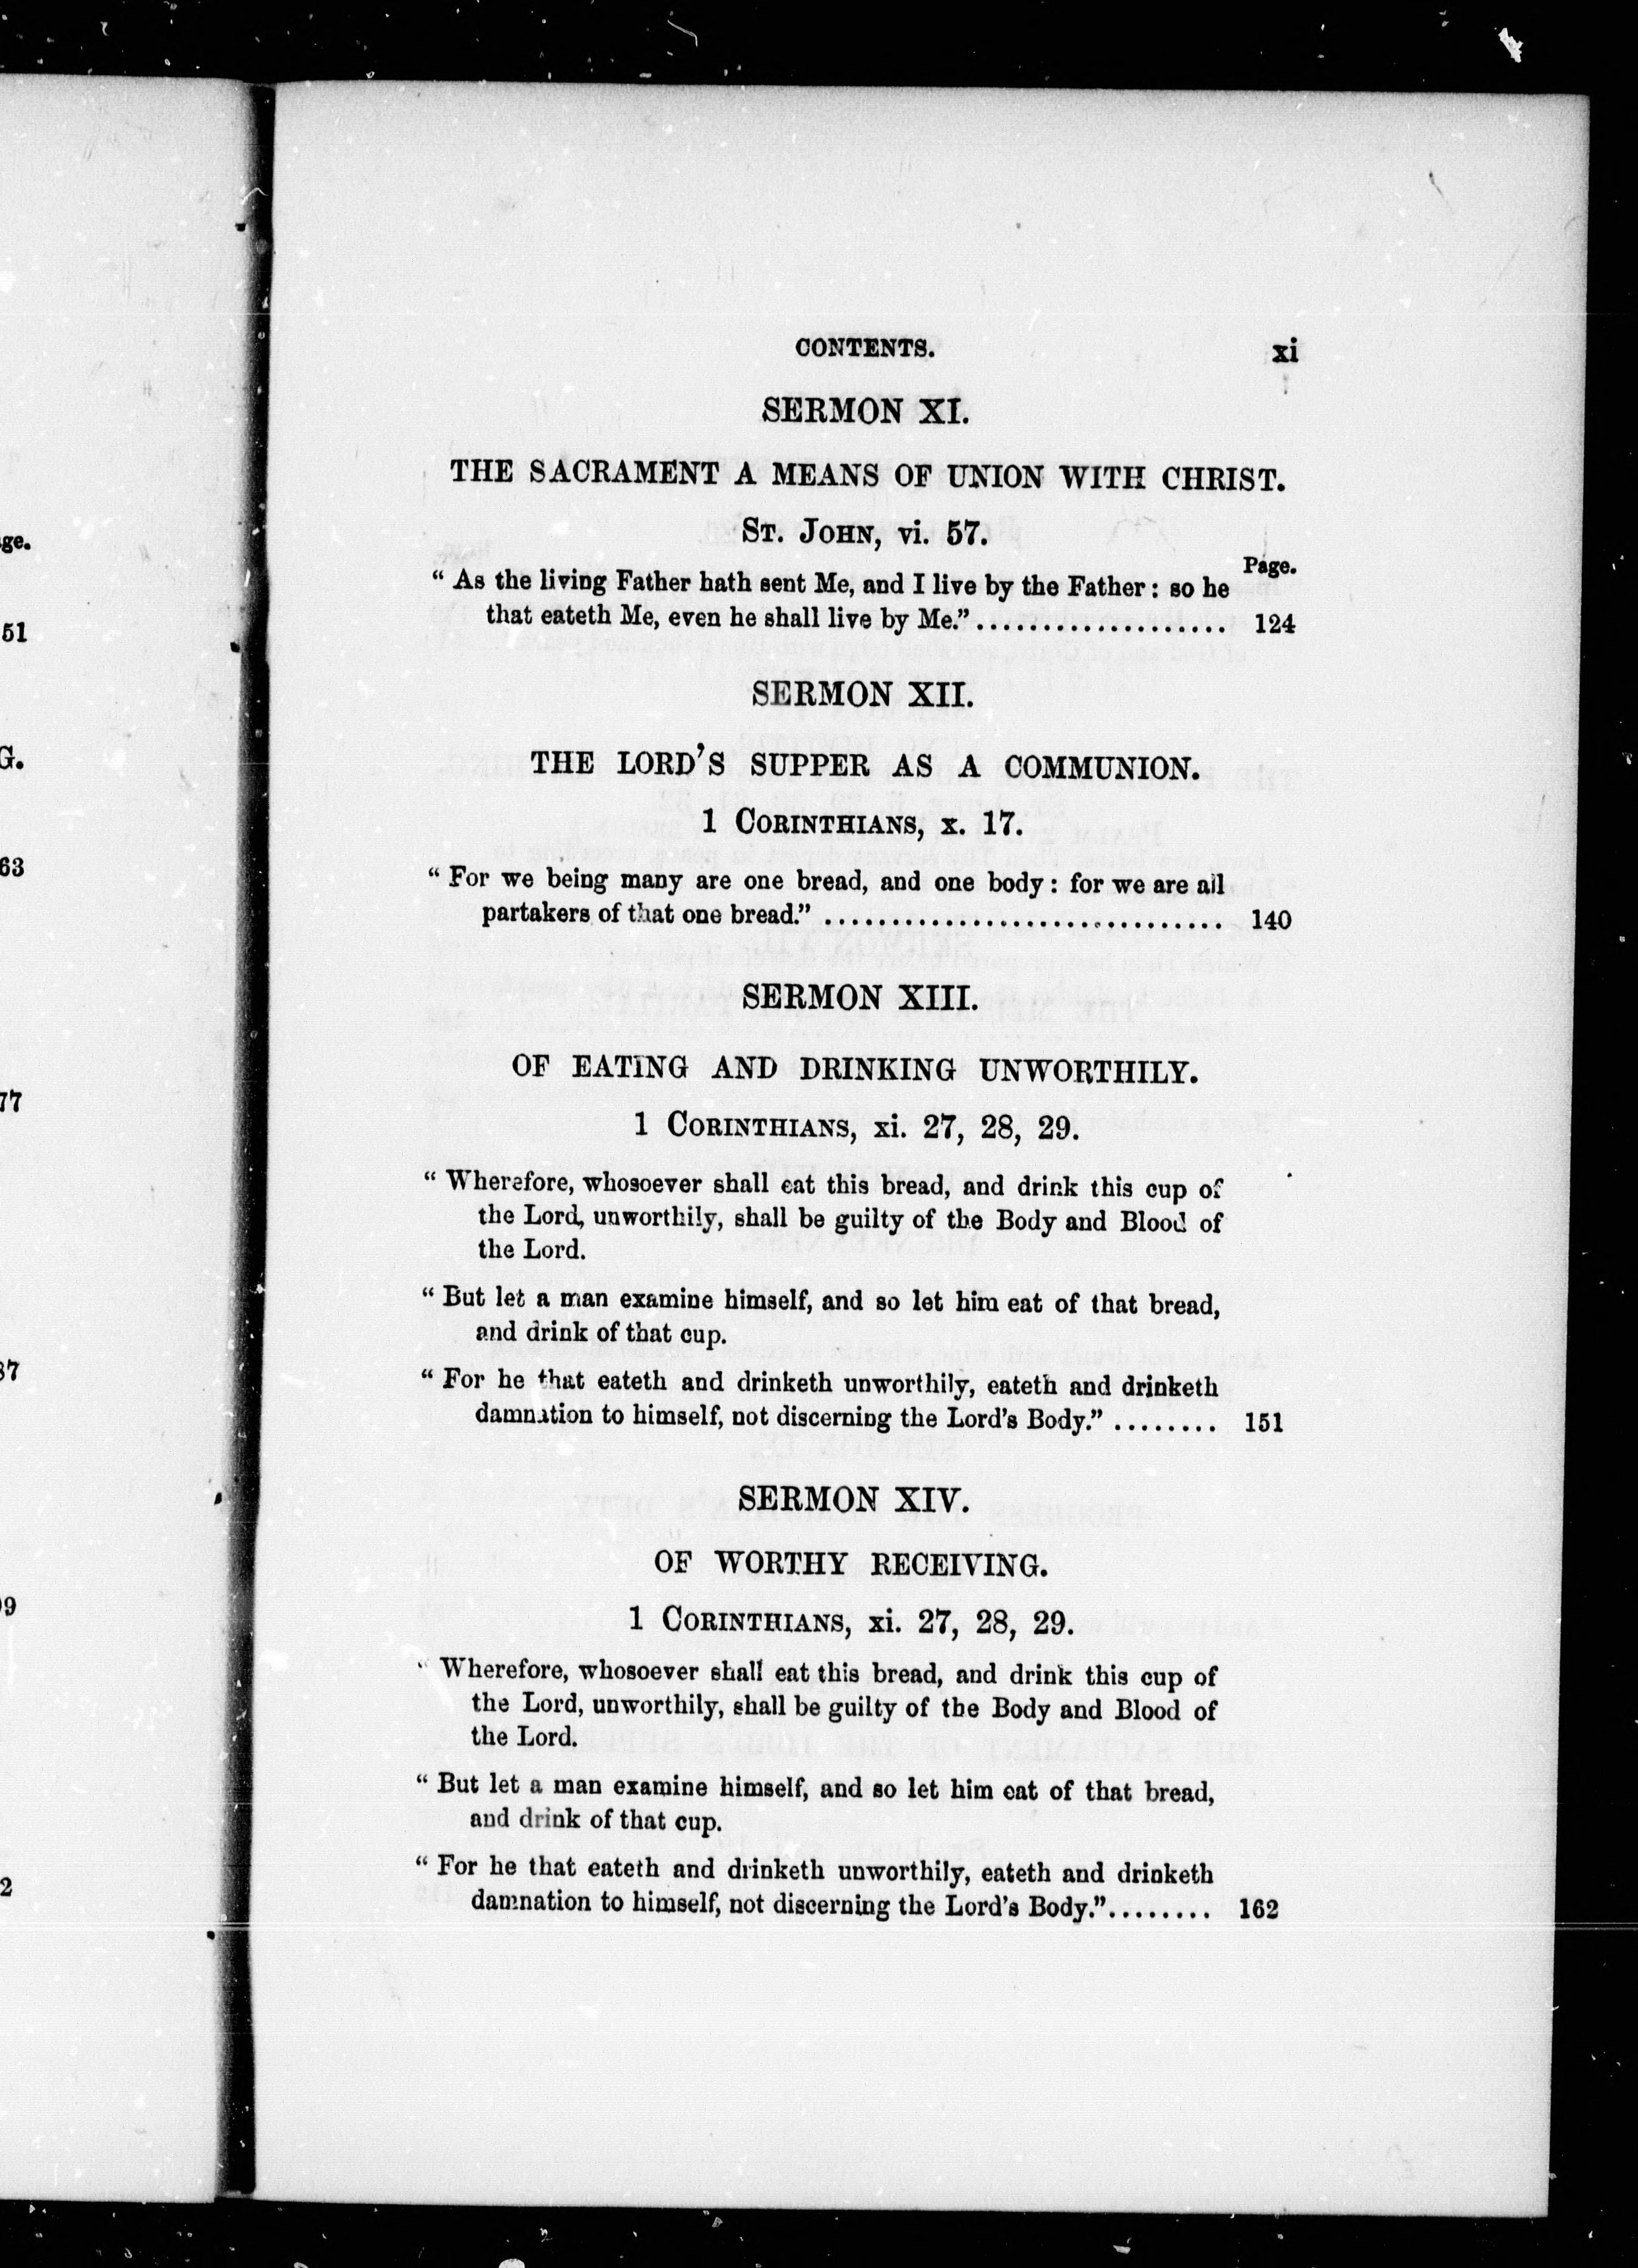 CONTENTS. xi
SERMON XI.
THE SACRAMENT A MEANS OF UNION WITH CHRIST.
ST. JOHN, vi. 57.
Page.
“ As the living Father hath sent Me, and I live by the Father : so he
that eateth Me, even he shall live by Me.”................... 124
SERMON XII.
THE LORD’S SUPPER AS A COMMUNION.
1 CORINTHIANS, x. 17.
“ For we being many are one bread, and one body : for we are all
partakers of that one bread.” .............................. 140
SERMON XIII.
OF EATING AND DRINKING UNWORTHILY.
1 CORINTHIANS, xi. 27, 28, 29.
“ Wherefore, whosoever shall eat this bread, and drink this cup of
the Lord, unworthily, shall be guilty of the Body and Blood of
the Lord.
“ But let a man examine himself, and so let him eat of that bread,
and drink of that cup.
“ For he that eateth and drinketh unworthily, eateth and drinketh
damnation to himself, not discerning the Lord’s Body.” ........ 151
SERMON XIV.
OF WORTHY RECEIVING.
1 CORINTHIANS, xi. 27, 28, 29.
“ Wherefore, whosoever shall eat this bread, and drink this cup of
the Lord, unworthily, shall be guilty of the Body and Blood of
the Lord.
“ But let a man examine himself, and so let him eat of that bread,
and drink of that cup.
“ For he that eateth and drinketh unworthily, eateth and drinketh
damnation to himself, not discerning the Lord’s Body.”........ 162